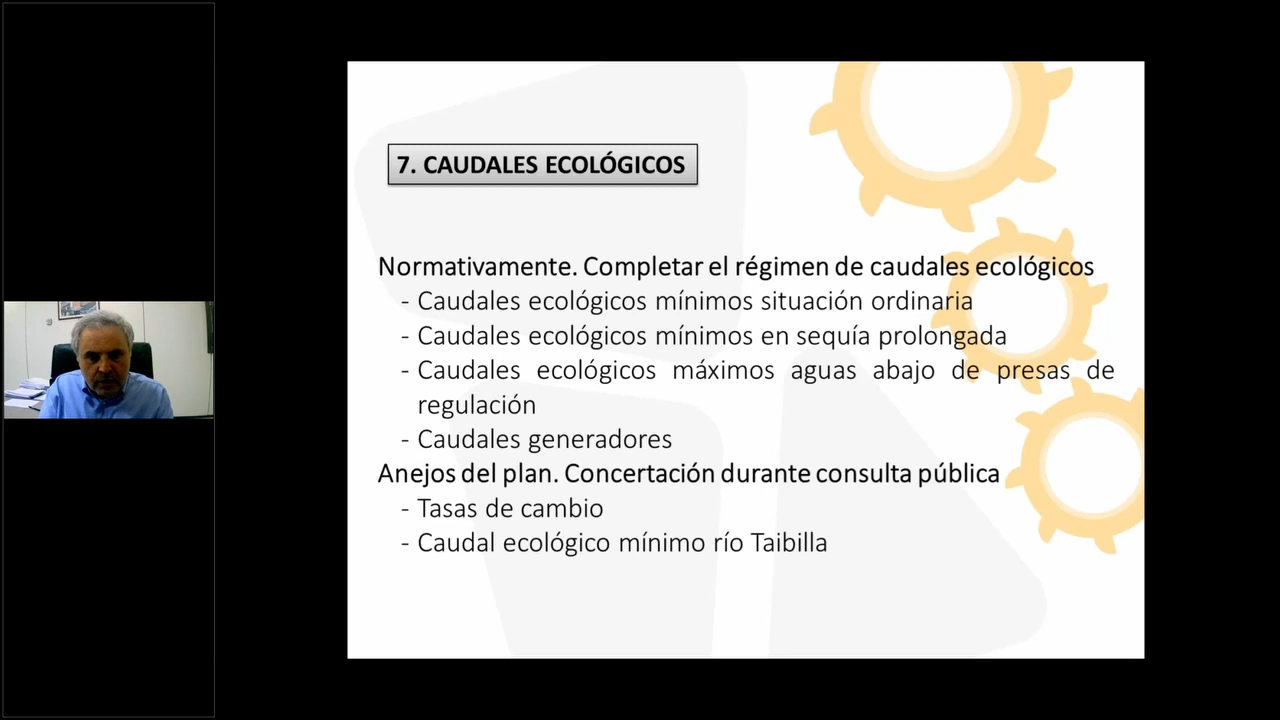 7. CAUDALES ECOLÓGICOS
Normativamente. Completar el régimen de caudales ecológicos
- Caudales ecológicos mínimos situación ordinaria
- Caudales ecológicos mínimos en sequía prolongada
- Caudales ecológicos máximos aguas abajo de presas de
regulación
- Caudales generadores
Anejos del plan. Concertación durante consulta pública
- Tasas de cambio
- Caudal ecológico mínimo río Taibilla